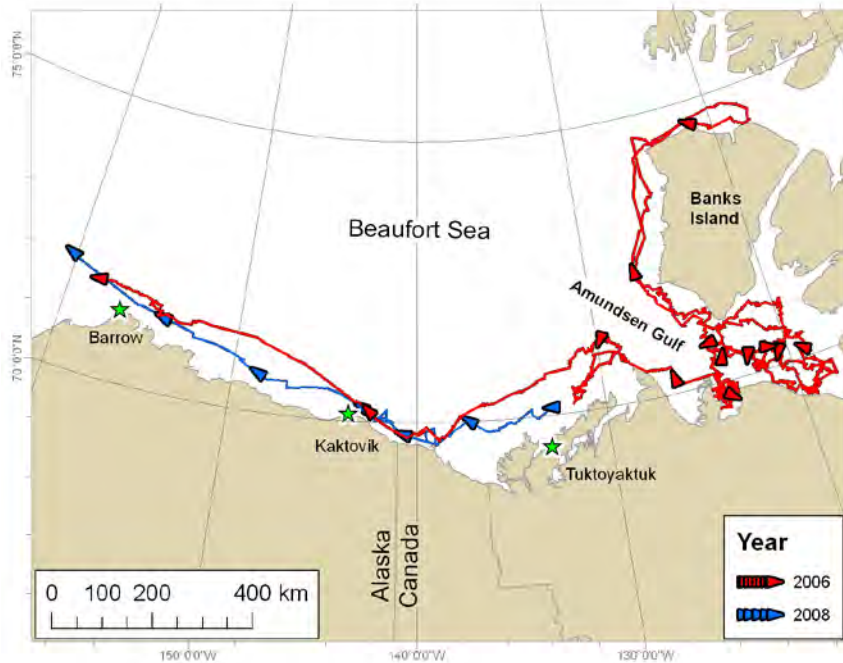 75°0'0"N
70°0'0"N
Beaufort Sea
Banks
Island
Amundsen Gulf
Barrow
Kaktovik
Tuktoyaktuk
Alaska
Canada
0 100 200 400 km
Year
2006
2008
150°0'0"W
140°0'0"W
130°0'0"W